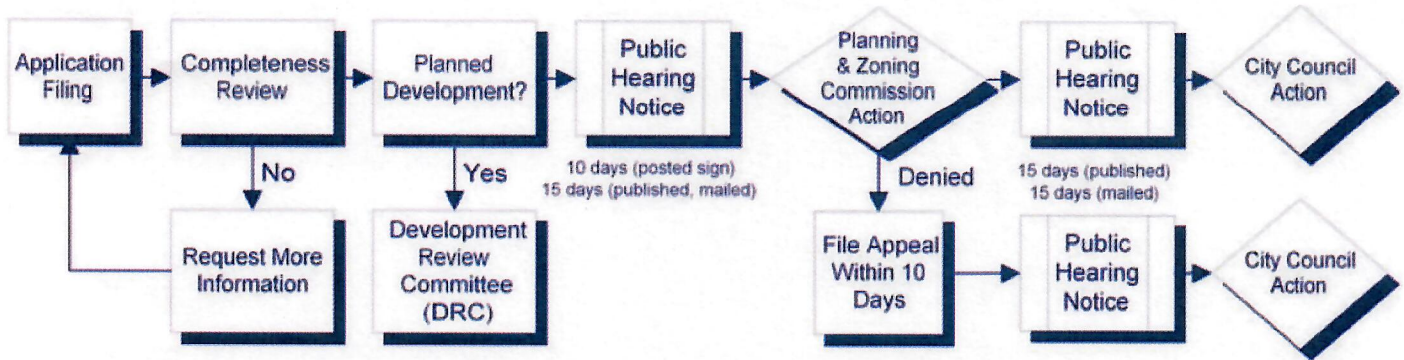 Application
Filing
Completeness
Review
Planned
Development?
Public
Hearing
Notice
Planning
& Zoning
Commission
Action
Public
Hearing
Notice
City Council
Action
No
Yes
10 days (posted sign)
15 days (published, mailed)
Denied
15 days (published)
15 days (mailed)
Request More
Information
Development
Review
Committee
(DRC)
File Appeal
Within 10
Days
Public
Hearing
Notice
City Council
Action